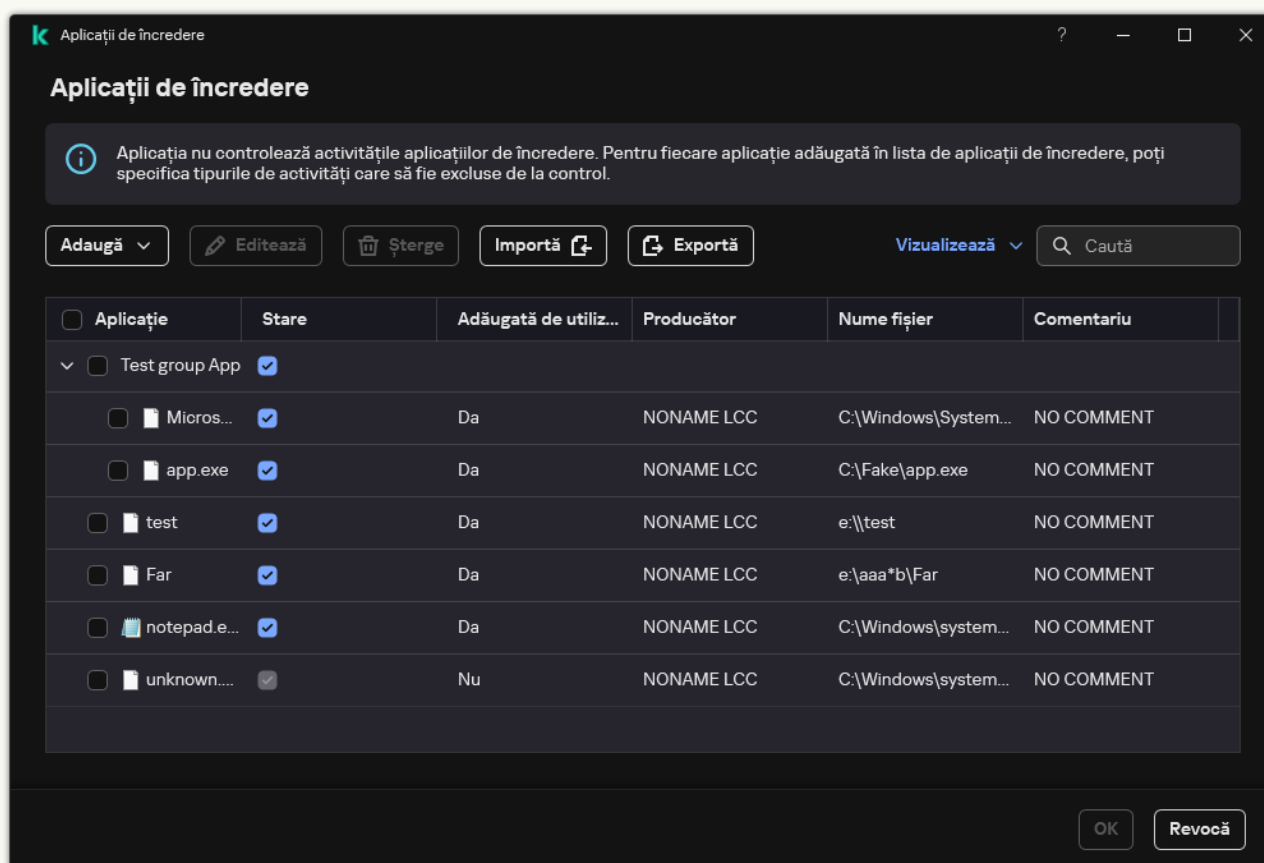 Aplicații de încredere
Aplicații de încredere
Aplicația nu controlează activitățile aplicațiilor de încredere. Pentru fiecare aplicație adăugată în lista de aplicații de încredere, poți
specifica tipurile de activități care să fie excluse de la control.
Adaugă Editează Șterge Importă Exportă Vizualizează Caută
Aplicație Stare Adăugată de utiliz... Producător Nume fișier Comentariu
Test group App
Micros... Da NONAME LCC C:\Windows\System... NO COMMENT
app.exe Da NONAME LCC C:\Fake\app.exe NO COMMENT
test Da NONAME LCC e:\\test NO COMMENT
Far Da NONAME LCC e:\aaa*b\Far NO COMMENT
notepad.e... Da NONAME LCC C:\Windows\system... NO COMMENT
unknown.... Nu NONAME LCC C:\Windows\system... NO COMMENT
OK Revocă